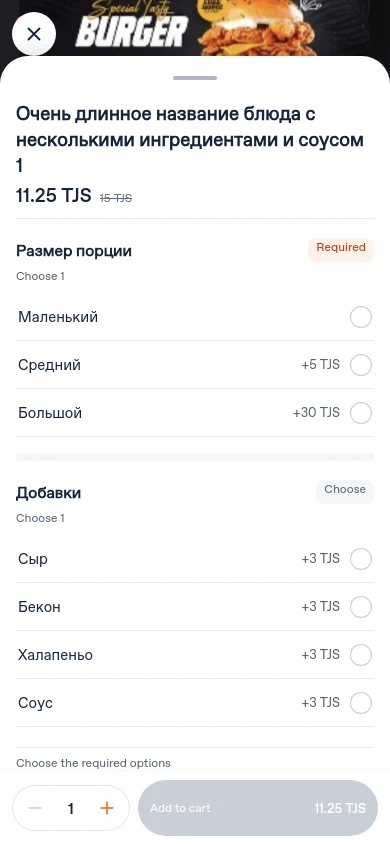 Special Tasty
BURGER
Очень длинное название блюда с
несколькими ингредиентами и соусом
1
11.25 TJS 15 TJS
Размер порции Required
Choose 1
Маленький
Средний +5 TJS
Большой +30 TJS
Добавки Choose
Choose 1
Сыр +3 TJS
Бекон +3 TJS
Халапеньо +3 TJS
Соус +3 TJS
Choose the required options
1 Add to cart 11.25 TJS